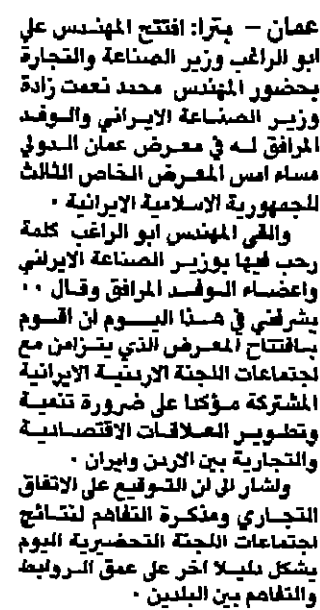 عمان – بترا: افتتح المهندس علي
ابو الراغب وزير الصناعة والتجارة
بحضور المهندس محمد نعمت زادة
وزير الصناعة الايراني والوفد
المرافق له في معرض عمان الدولي
مساء امس المعرض الخاص الثالث
للجمهورية الاسلامية الايرانية .
والقى المهندس ابو الراغب كلمة
رحب فيها بوزير الصناعة الايراني
واعضاء الوفد المرافق وقال ..
يشرفني في هذا اليوم ان اقوم
بافتتاح المعرض الذي يتزامن مع
اجتماعات اللجنة الاردنية الايرانية
المشتركة مؤكدا على ضرورة تنمية
وتطوير العلاقات الاقتصادية
والتجارية بين الاردن وايران .
واشار الى ان التوقيع على الاتفاق
التجاري ومذكرة التفاهم لنتائج
اجتماعات اللجنة التحضيرية اليوم
يشكل دليلا اخر على عمق الروابط
والتفاهم بين البلدين .